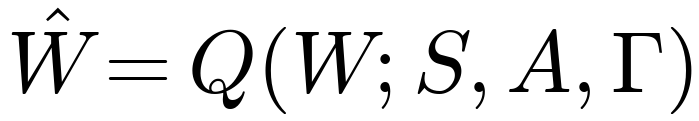 Ŵ = Q(W; S, A, Γ)